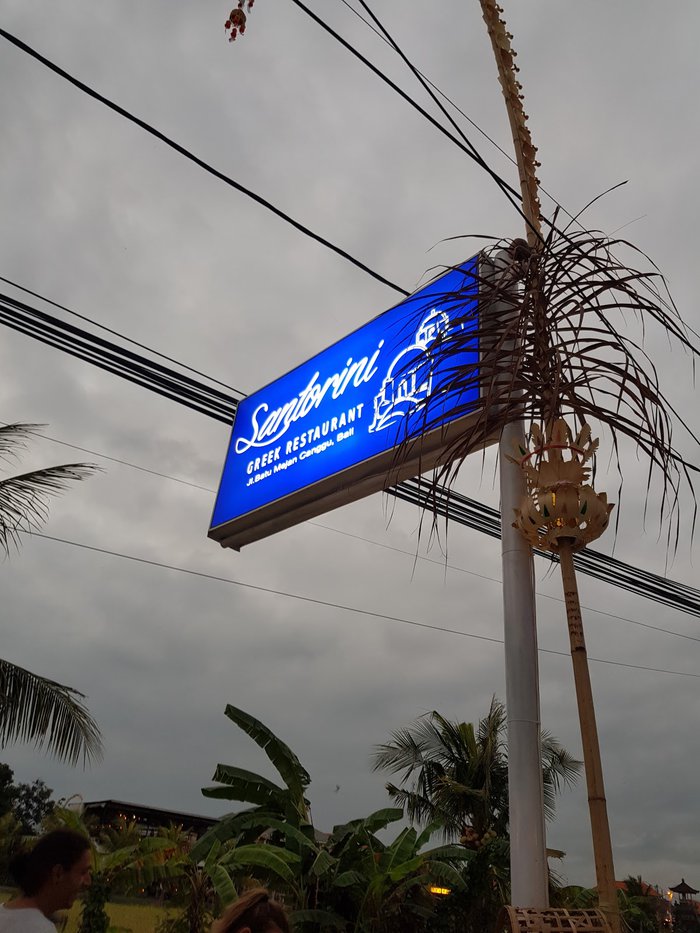 Santorini
GREEK RESTAURANT
Jl.Batu Mejan Canggu, Bali